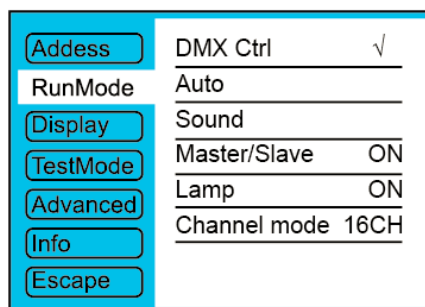 Addess
RunMode
Display
TestMode
Advanced
Info
Escape
DMX Ctrl √
Auto
Sound
Master/Slave ON
Lamp ON
Channel mode 16CH